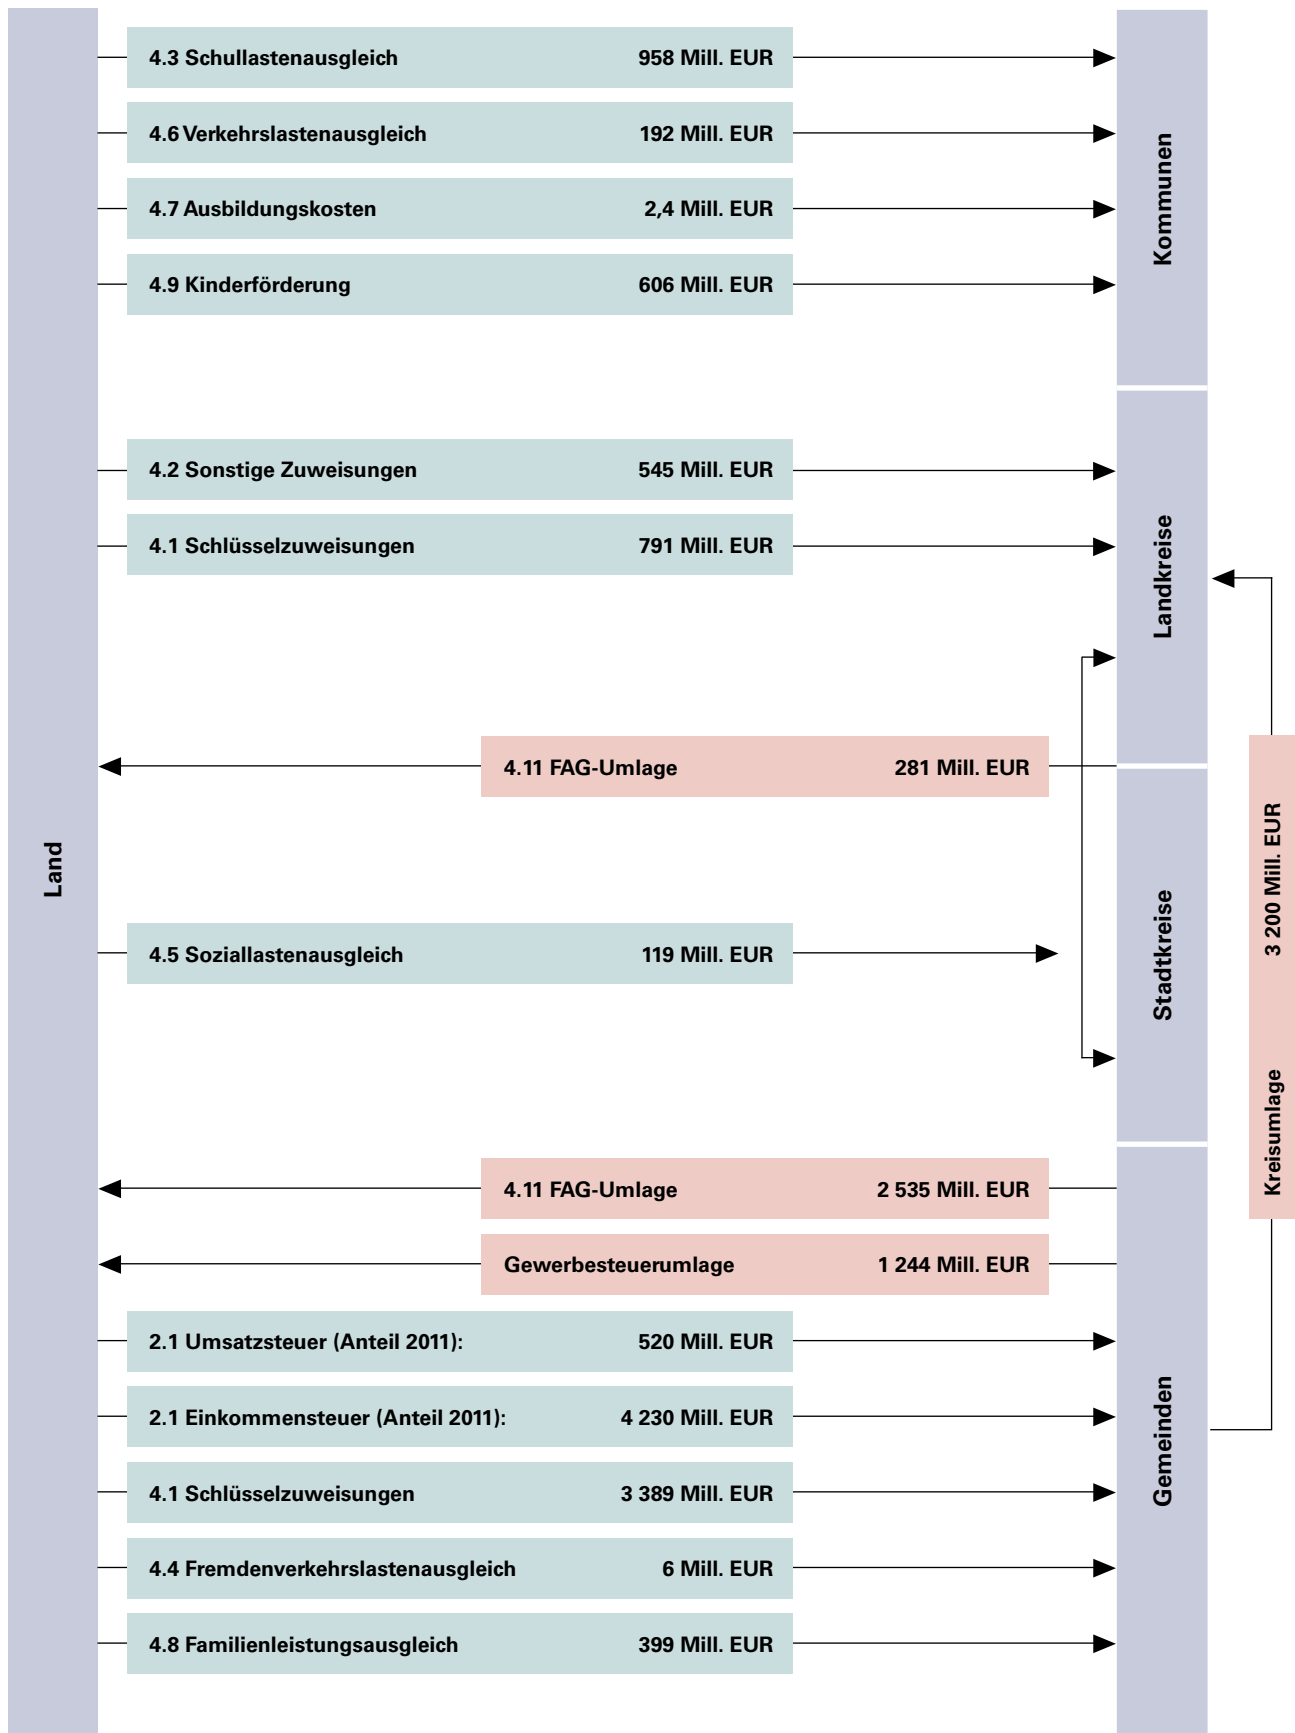 4.3 Schullastenausgleich 958 Mill. EUR
4.6 Verkehrslastenausgleich 192 Mill. EUR
4.7 Ausbildungskosten 2,4 Mill. EUR
4.9 Kinderförderung 606 Mill. EUR
Kommunen
4.2 Sonstige Zuweisungen 545 Mill. EUR
4.1 Schlüsselzuweisungen 791 Mill. EUR
Landkreise
4.11 FAG-Umlage 281 Mill. EUR
Land
4.5 Soziallastenausgleich 119 Mill. EUR
Stadtkreise
Kreisumlage 3 200 Mill. EUR
4.11 FAG-Umlage 2 535 Mill. EUR
Gewerbesteuerumlage 1 244 Mill. EUR
2.1 Umsatzsteuer (Anteil 2011): 520 Mill. EUR
2.1 Einkommensteuer (Anteil 2011): 4 230 Mill. EUR
4.1 Schlüsselzuweisungen 3 389 Mill. EUR
4.4 Fremdenverkehrslastenausgleich 6 Mill. EUR
4.8 Familienleistungsausgleich 399 Mill. EUR
Gemeinden